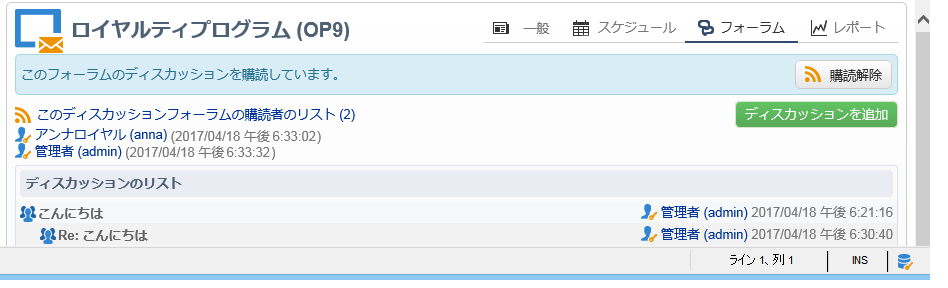 ロイヤルティプログラム (OP9)
一般 スケジュール フォーラム レポート
このフォーラムのディスカッションを購読しています。 購読解除
このディスカッションフォーラムの購読者のリスト (2) ディスカッションを追加
アンナロイヤル (anna) (2017/04/18 午後 6:33:02)
管理者 (admin) (2017/04/18 午後 6:33:32)
ディスカッションのリスト
こんにちは 管理者 (admin) 2017/04/18 午後 6:21:16
Re: こんにちは 管理者 (admin) 2017/04/18 午後 6:30:40
ライン 1、列 1 INS